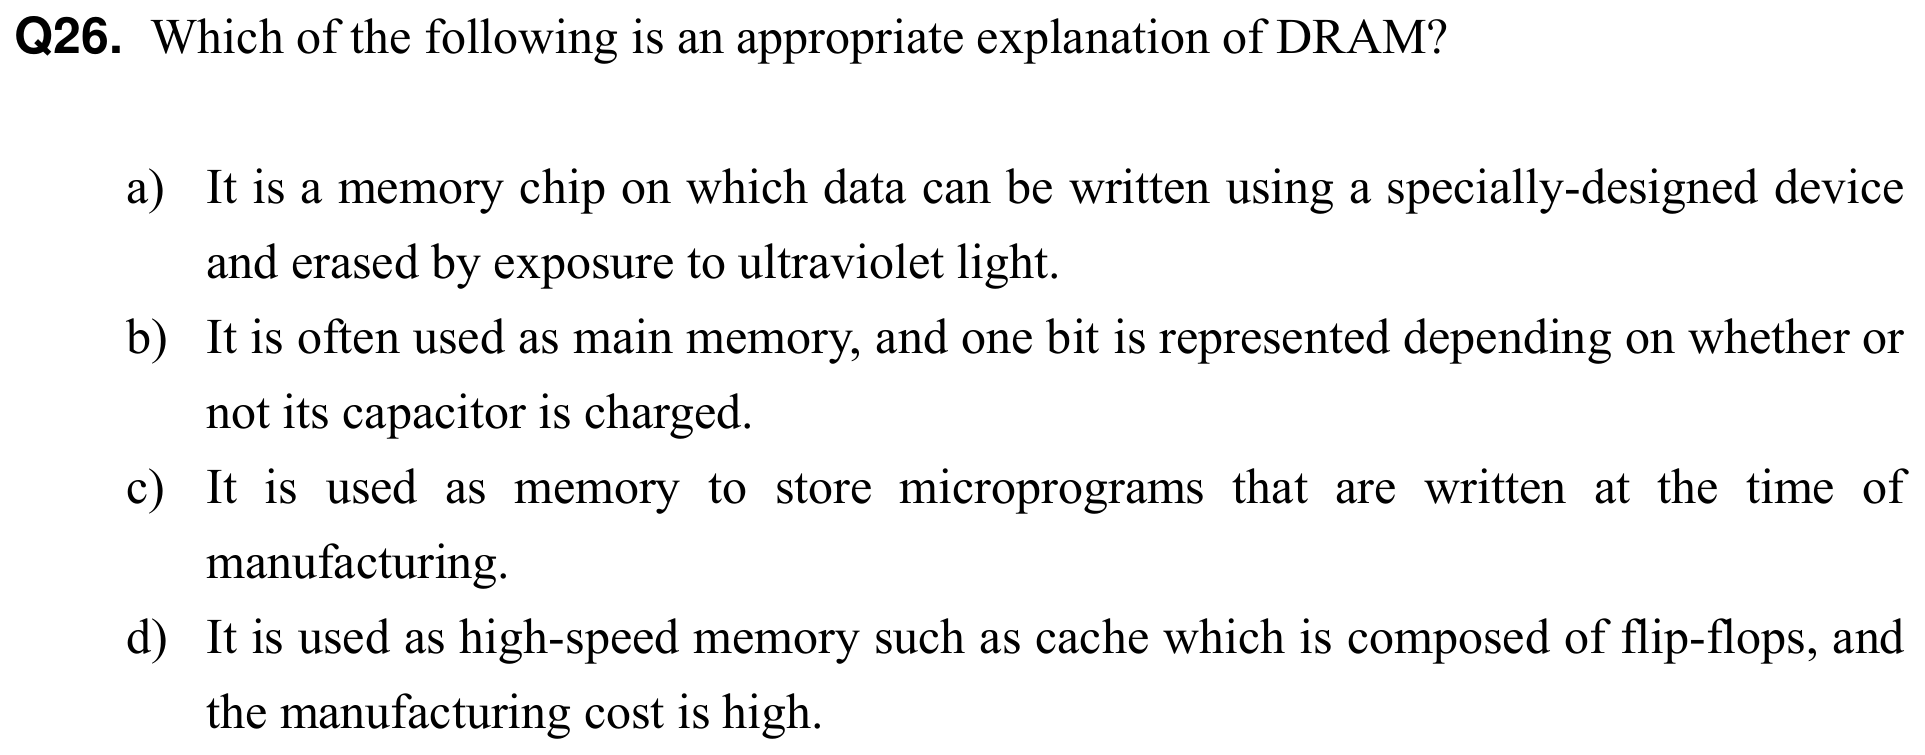 Q26. Which of the following is an appropriate explanation of DRAM?
a) It is a memory chip on which data can be written using a specially-designed device
and erased by exposure to ultraviolet light.
b) It is often used as main memory, and one bit is represented depending on whether or
not its capacitor is charged.
c) It is used as memory to store microprograms that are written at the time of
manufacturing.
d) It is used as high-speed memory such as cache which is composed of flip-flops, and
the manufacturing cost is high.